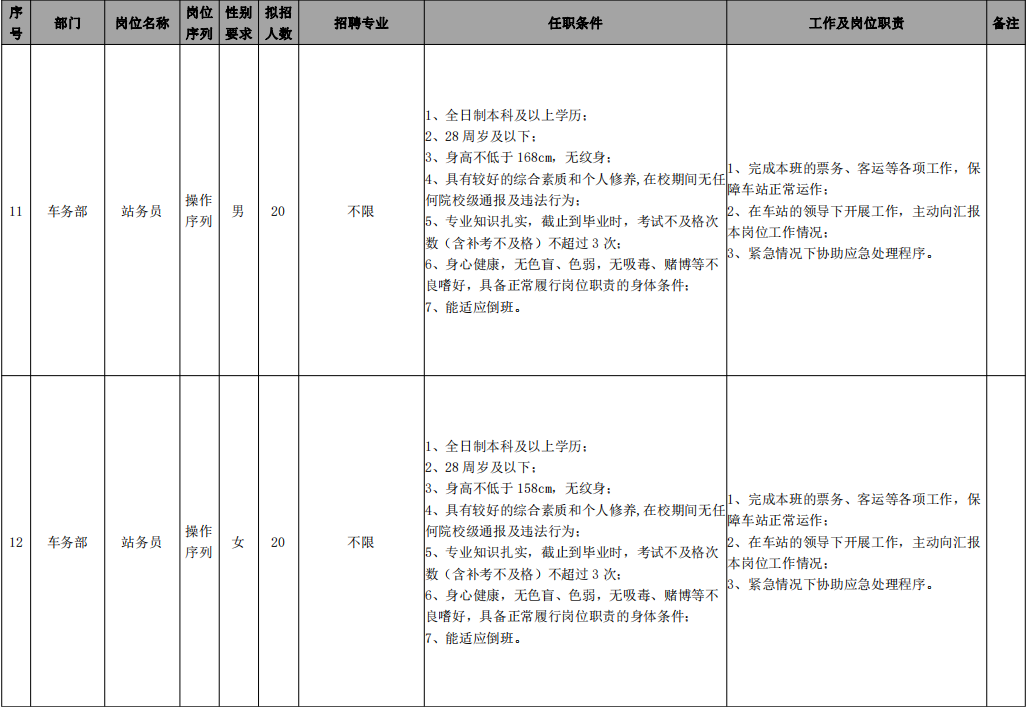 序号 部门 岗位名称 岗位序列 性别要求 拟招人数 招聘专业 任职条件 工作及岗位职责 备注
11 车务部 站务员 操作序列 男 20 不限
1、全日制本科及以上学历；
2、28 周岁及以下；
3、身高不低于 168cm，无纹身；
4、具有较好的综合素质和个人修养,在校期间无任
何院校级通报及违法行为；
5、专业知识扎实，截止到毕业时，考试不及格次
数（含补考不及格）不超过 3 次；
6、身心健康，无色盲、色弱，无吸毒、赌博等不
良嗜好，具备正常履行岗位职责的身体条件；
7、能适应倒班。
1、完成本班的票务、客运等各项工作，保
障车站正常运作；
2、在车站的领导下开展工作，主动向汇报
本岗位工作情况；
3、紧急情况下协助应急处理程序。
12 车务部 站务员 操作序列 女 20 不限
1、全日制本科及以上学历；
2、28 周岁及以下；
3、身高不低于 158cm，无纹身；
4、具有较好的综合素质和个人修养,在校期间无任
何院校级通报及违法行为；
5、专业知识扎实，截止到毕业时，考试不及格次
数（含补考不及格）不超过 3 次；
6、身心健康，无色盲、色弱，无吸毒、赌博等不
良嗜好，具备正常履行岗位职责的身体条件；
7、能适应倒班。
1、完成本班的票务、客运等各项工作，保
障车站正常运作；
2、在车站的领导下开展工作，主动向汇报
本岗位工作情况；
3、紧急情况下协助应急处理程序。